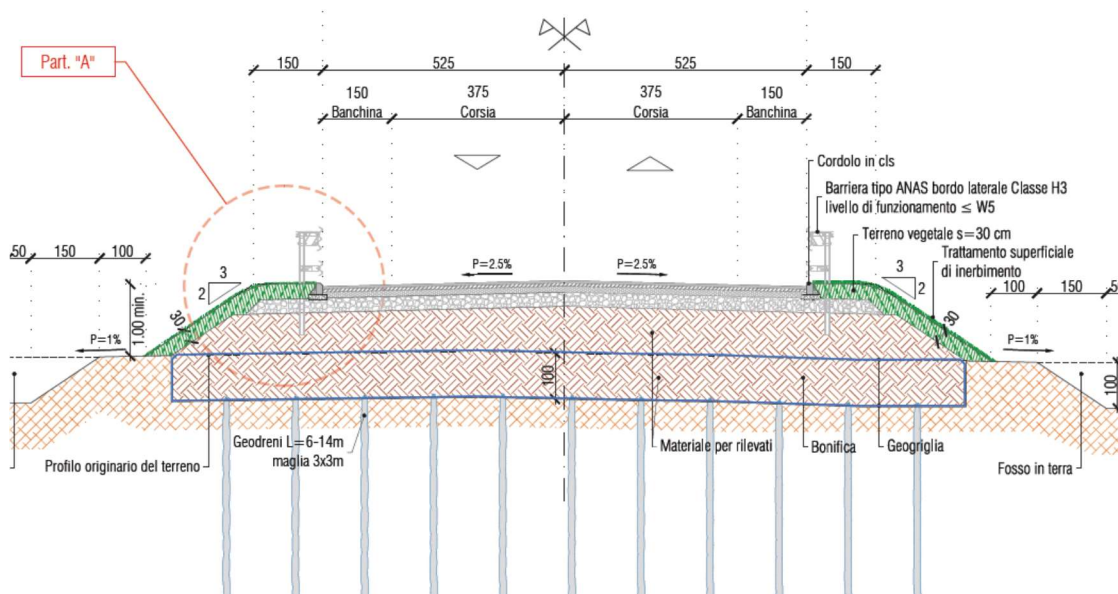 Part. "A"
150
525
525
150
150
375
375
150
Banchina
Corsia
Corsia
Banchina
Cordolo in cls
Barriera tipo ANAS bordo laterale Classe H3
livello di funzionamento ≤ W5
Terreno vegetale s=30 cm
Trattamento superficiale
di inerbimento
50
150
100
3
2
P=2.5%
P=2.5%
3
2
100
150
5
1.00 min.
30
30
P=1%
P=1%
100
100
Geodreni L=6-14m
maglia 3x3m
Profilo originario del terreno
Materiale per rilevati
Bonifica
Geogriglia
Fosso in terra